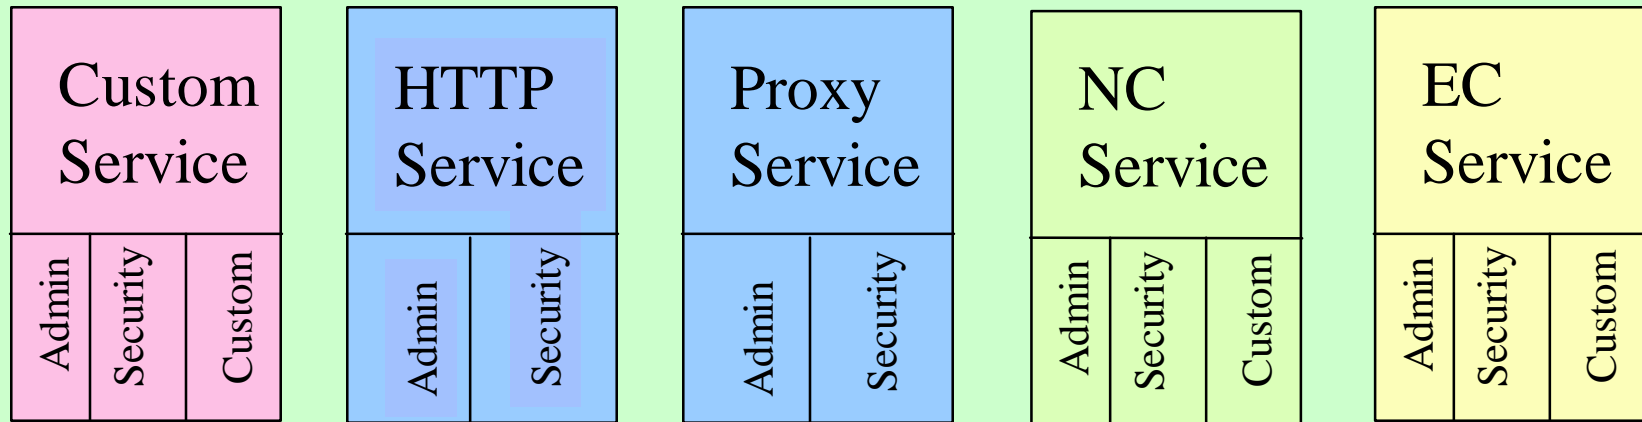 Custom
Service
Admin
Security
Custom
HTTP
Service
Admin
Security
Proxy
Service
Admin
Security
NC
Service
Admin
Security
Custom
EC
Service
Admin
Security
Custom